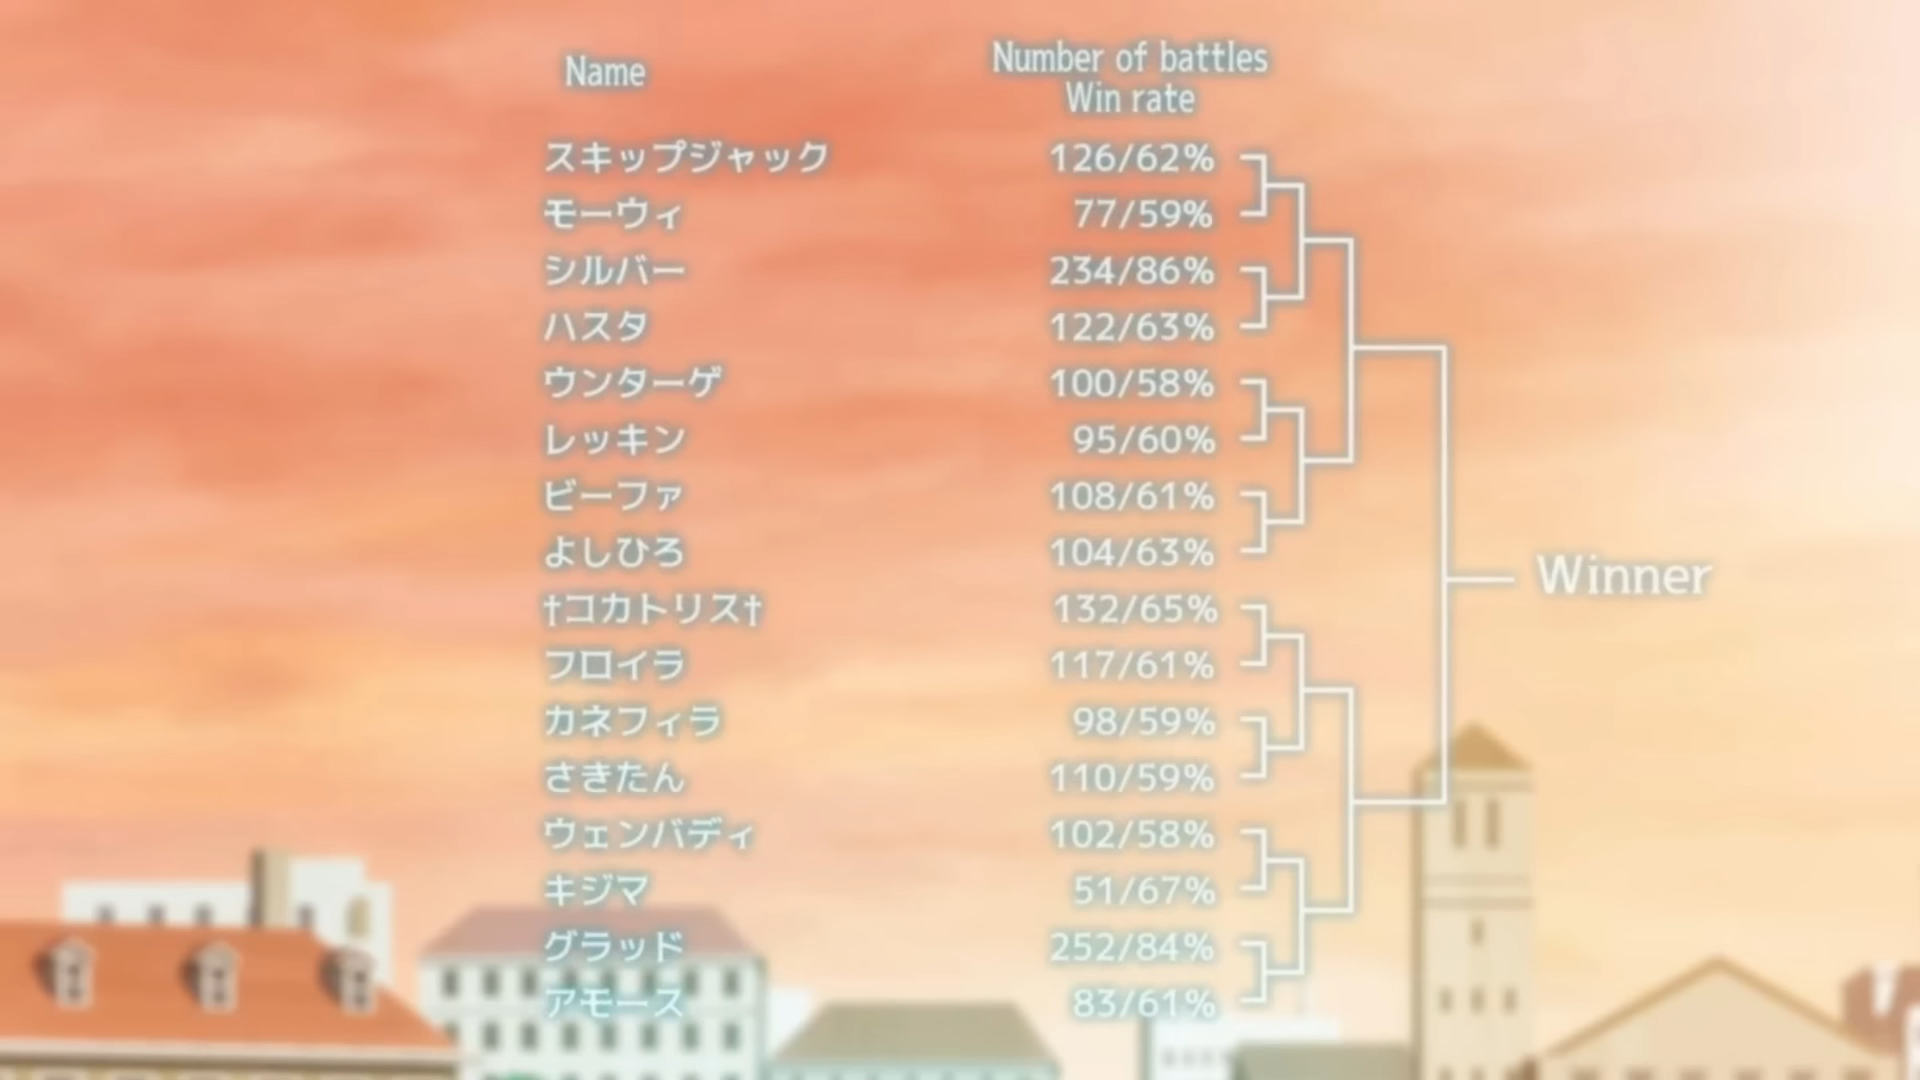 Name
Number of battles
Win rate
スキップジャック 126/62%
モーウィ 77/59%
シルバー 234/86%
ハスタ 122/63%
ウンターゲ 100/58%
レッキン 95/60%
ビーファ 108/61%
よしひろ 104/63%
†コカトリス† 132/65%
フロイラ 117/61%
カネフィラ 98/59%
さきたん 110/59%
ウェンバディ 102/58%
キジマ 51/67%
グラッド 252/84%
アモース 83/61%
Winner